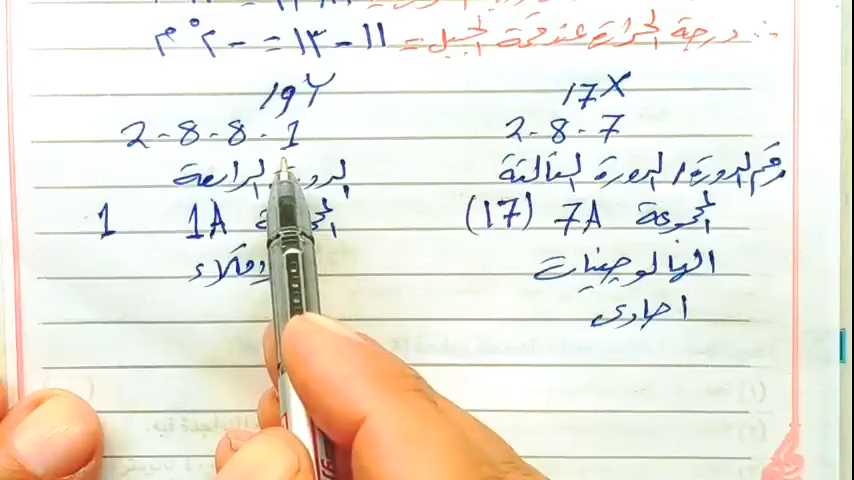 ∴ درجة الحرارة عند قمة الجبل = ١١ - ١٣ = - ٢°م
17X
19Y
2-8-7
2-8-8-1
رقم الدورة / الدورة الثالثة
الدورة الرابعة
المجموعة 7A (17)
1A 1
الهالوجينات
احادى